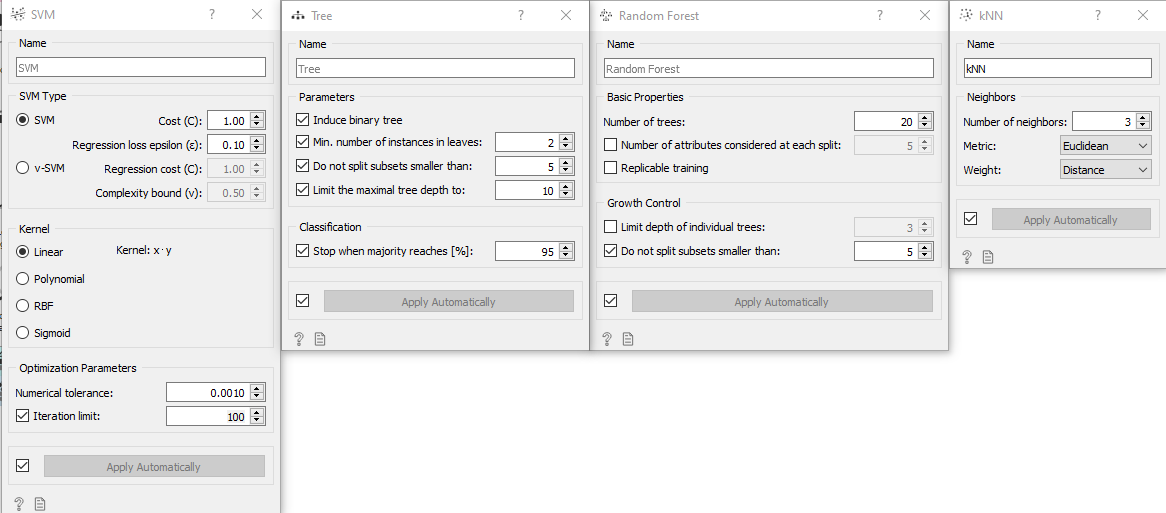 SVM ?
Name
SVM
SVM Type
SVM Cost (C): 1.00
Regression loss epsilon (ε): 0.10
ν-SVM Regression cost (C): 1.00
Complexity bound (ν): 0.50
Kernel
Linear Kernel: x·y
Polynomial
RBF
Sigmoid
Optimization Parameters
Numerical tolerance: 0.0010
Iteration limit: 100
Apply Automatically
?
Tree ?
Name
Tree
Parameters
Induce binary tree
Min. number of instances in leaves: 2
Do not split subsets smaller than: 5
Limit the maximal tree depth to: 10
Classification
Stop when majority reaches [%]: 95
Apply Automatically
?
Random Forest ?
Name
Random Forest
Basic Properties
Number of trees: 20
Number of attributes considered at each split: 5
Replicable training
Growth Control
Limit depth of individual trees: 3
Do not split subsets smaller than: 5
Apply Automatically
?
kNN ?
Name
kNN
Neighbors
Number of neighbors: 3
Metric: Euclidean
Weight: Distance
Apply Automatically
?